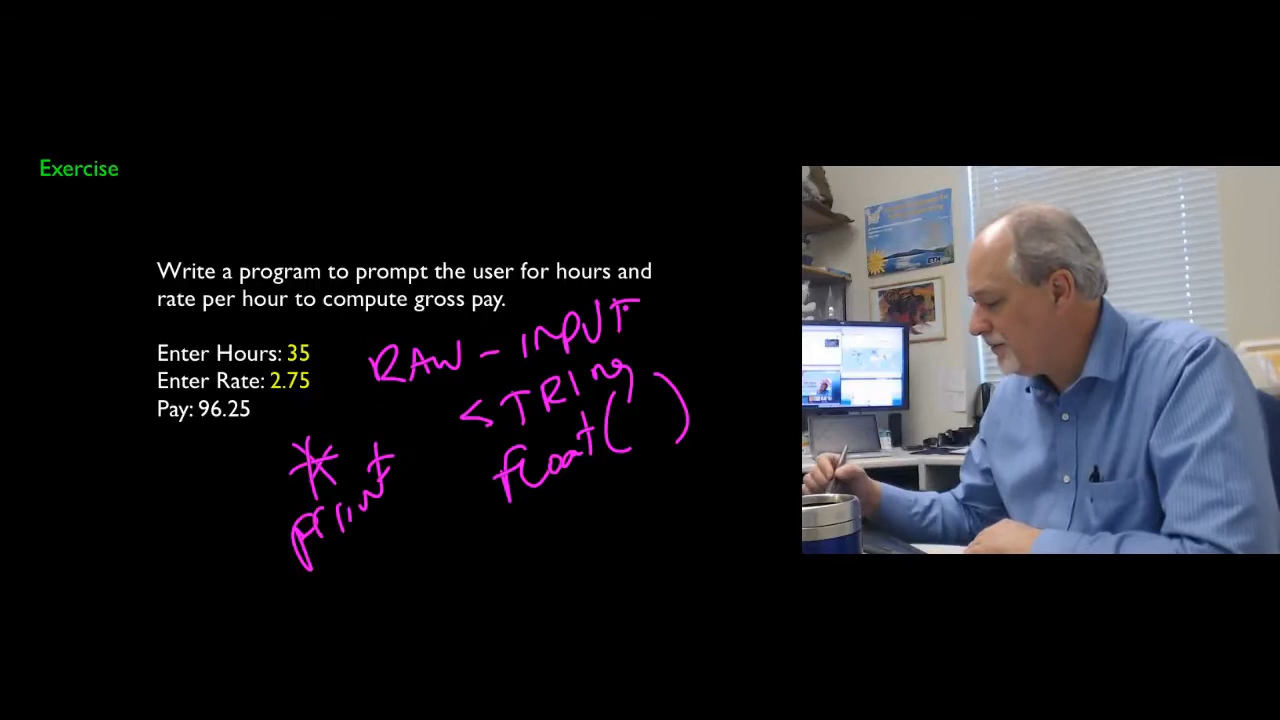 Exercise
Write a program to prompt the user for hours and
rate per hour to compute gross pay.
Enter Hours: 35
Enter Rate: 2.75
Pay: 96.25
RAW - INPUT
STRIng
float( )
*
print